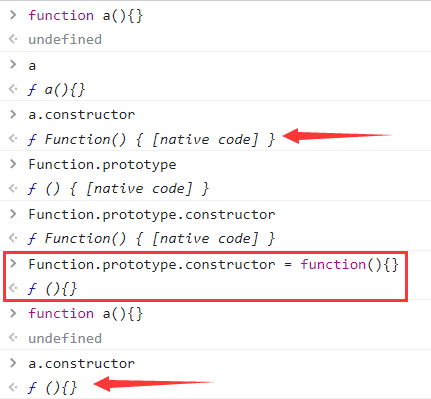 function a(){}
undefined
a
ƒ a(){}
a.constructor
ƒ Function() { [native code] }
Function.prototype
ƒ () { [native code] }
Function.prototype.constructor
ƒ Function() { [native code] }
Function.prototype.constructor = function(){}
ƒ (){}
function a(){}
undefined
a.constructor
ƒ (){}